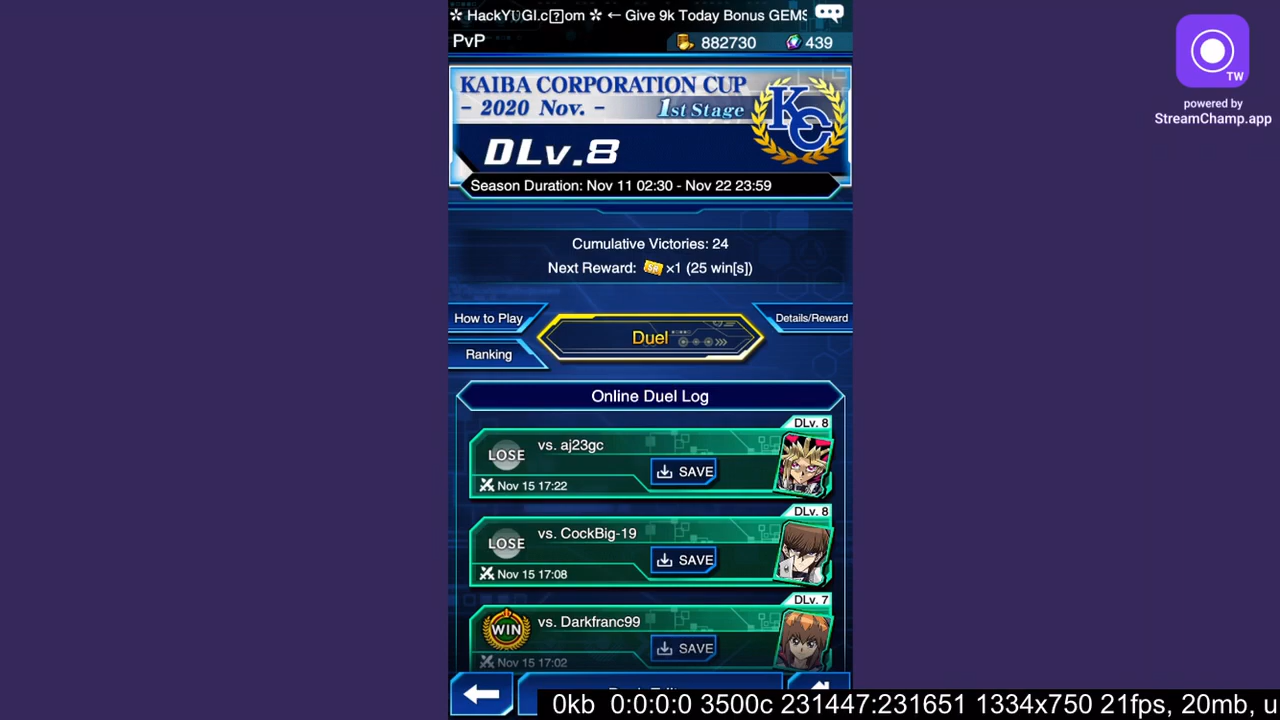 ✲ HackYUGI.c⍰om ✲ ← Give 9k Today Bonus GEMS
PvP
882730
439
KAIBA CORPORATION CUP
- 2020 Nov. -
1st Stage
KC
DLv.8
Season Duration: Nov 11 02:30 - Nov 22 23:59
Cumulative Victories: 24
Next Reward: SR x1 (25 win[s])
How to Play
Details/Reward
Duel
Ranking
Online Duel Log
DLv. 8
LOSE
vs. aj23gc
SAVE
Nov 15 17:22
DLv. 8
LOSE
vs. CockBig-19
SAVE
Nov 15 17:08
DLv. 7
WIN
vs. Darkfranc99
SAVE
Nov 15 17:02
0kb 0:0:0:0 3500c 231447:231651 1334x750 21fps, 20mb, u
TW
powered by
StreamChamp.app